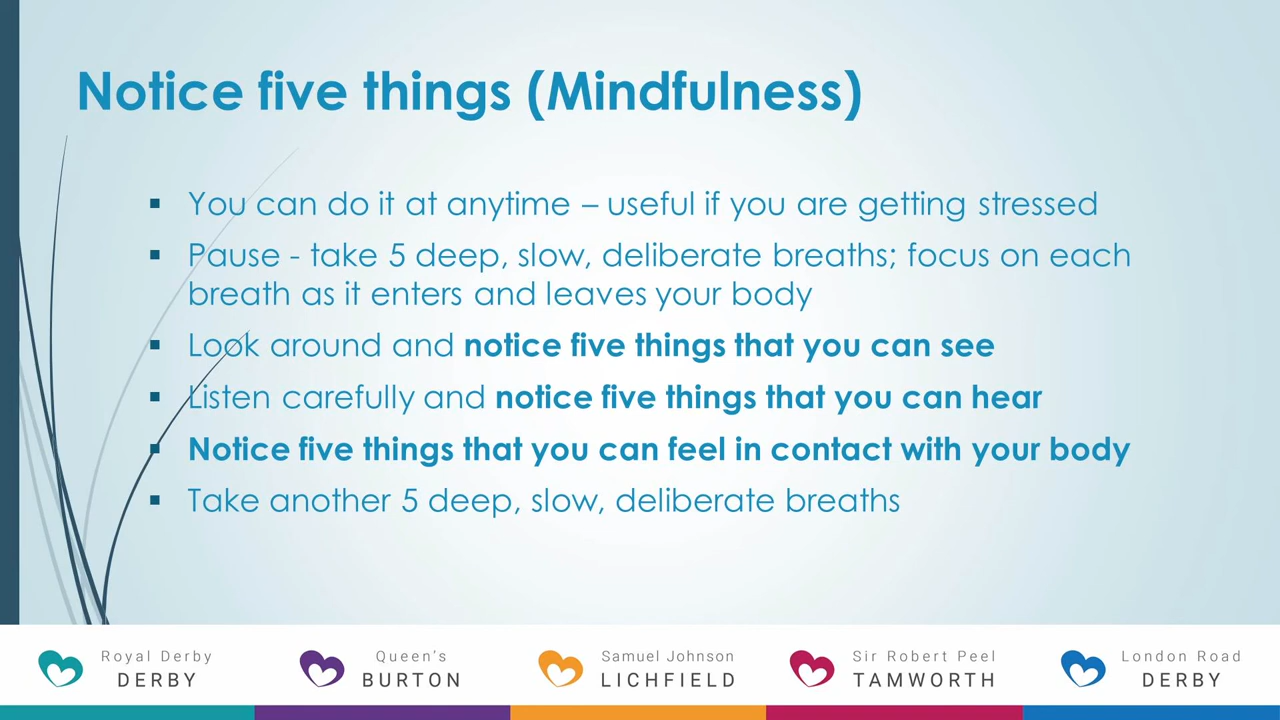 Notice five things (Mindfulness)
▪ You can do it at anytime – useful if you are getting stressed
▪ Pause - take 5 deep, slow, deliberate breaths; focus on each
breath as it enters and leaves your body
▪ Look around and notice five things that you can see
▪ Listen carefully and notice five things that you can hear
▪ Notice five things that you can feel in contact with your body
▪ Take another 5 deep, slow, deliberate breaths
Royal Derby
DERBY
Queen's
BURTON
Samuel Johnson
LICHFIELD
Sir Robert Peel
TAMWORTH
London Road
DERBY